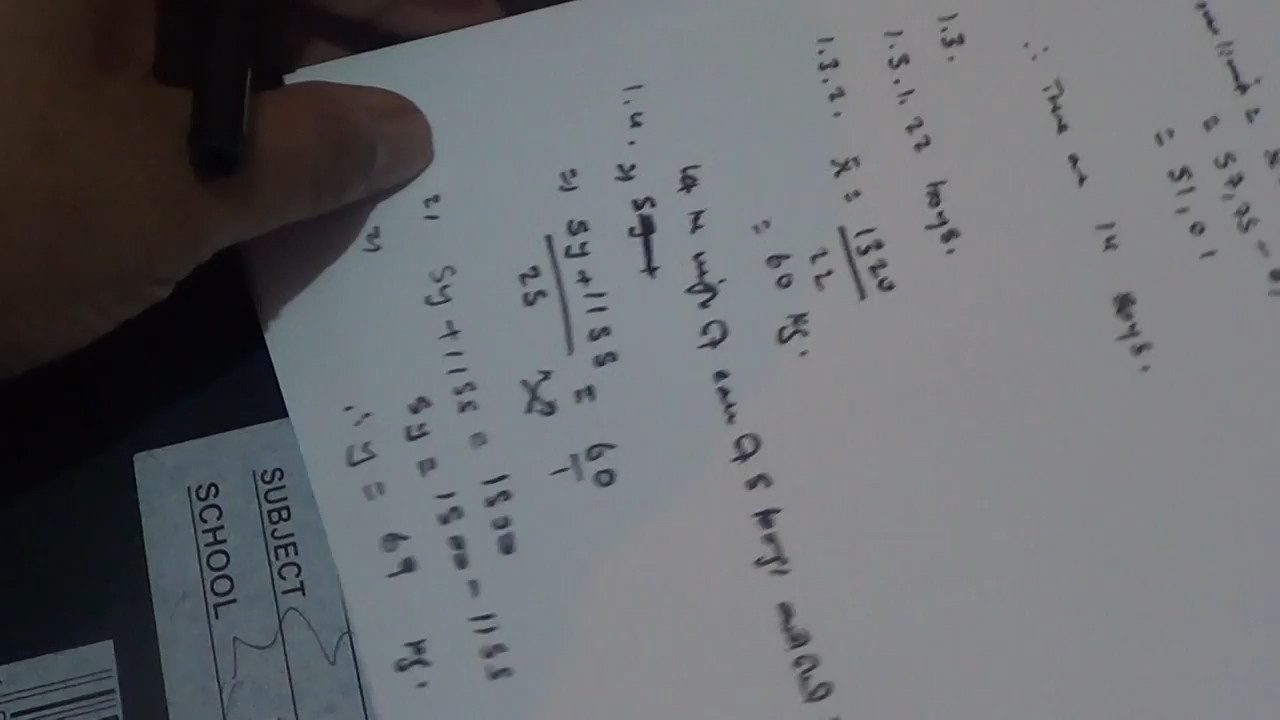 = 57,75 -
= 51,01
∴ There are 14 boys.
1.3.
1.3.1. 22 boys.
1.3.2. x̄ = 1320
22
= 60 kg.
let the weight of each of 5 boys
1.4. ⇒ 5y+
⇒ 5y + 1155 = 60
25 1
⇒ 5y + 1155 = 1500
⇒ 5y = 1500 - 1155
∴ y = 69 kg.
SUBJECT
SCHOOL